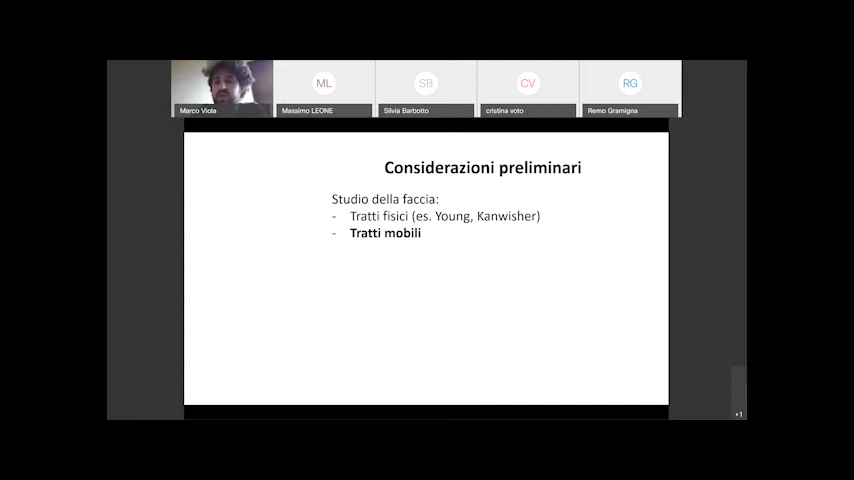 ML
SB
CV
RG
Marco Viola
Massimo LEONE
Silvia Barbotto
cristina voto
Remo Gramigna
Considerazioni preliminari
Studio della faccia:
- Tratti fisici (es. Young, Kanwisher)
- Tratti mobili
+1